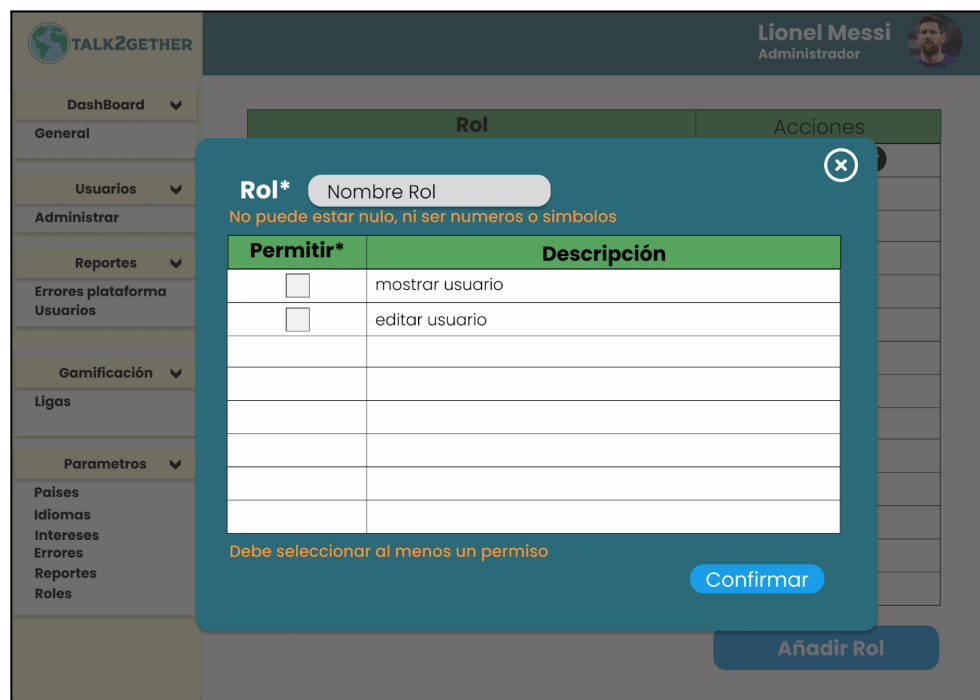 TALK2GETHER
Lionel Messi
Administrador
DashBoard
General
Usuarios
Administrar
Reportes
Errores plataforma
Usuarios
Gamificación
Ligas
Parametros
Paises
Idiomas
Intereses
Errores
Reportes
Roles
Rol Acciones
Rol* Nombre Rol
No puede estar nulo, ni ser numeros o simbolos
Permitir* Descripción
mostrar usuario
editar usuario
Debe seleccionar al menos un permiso
Confirmar
Añadir Rol